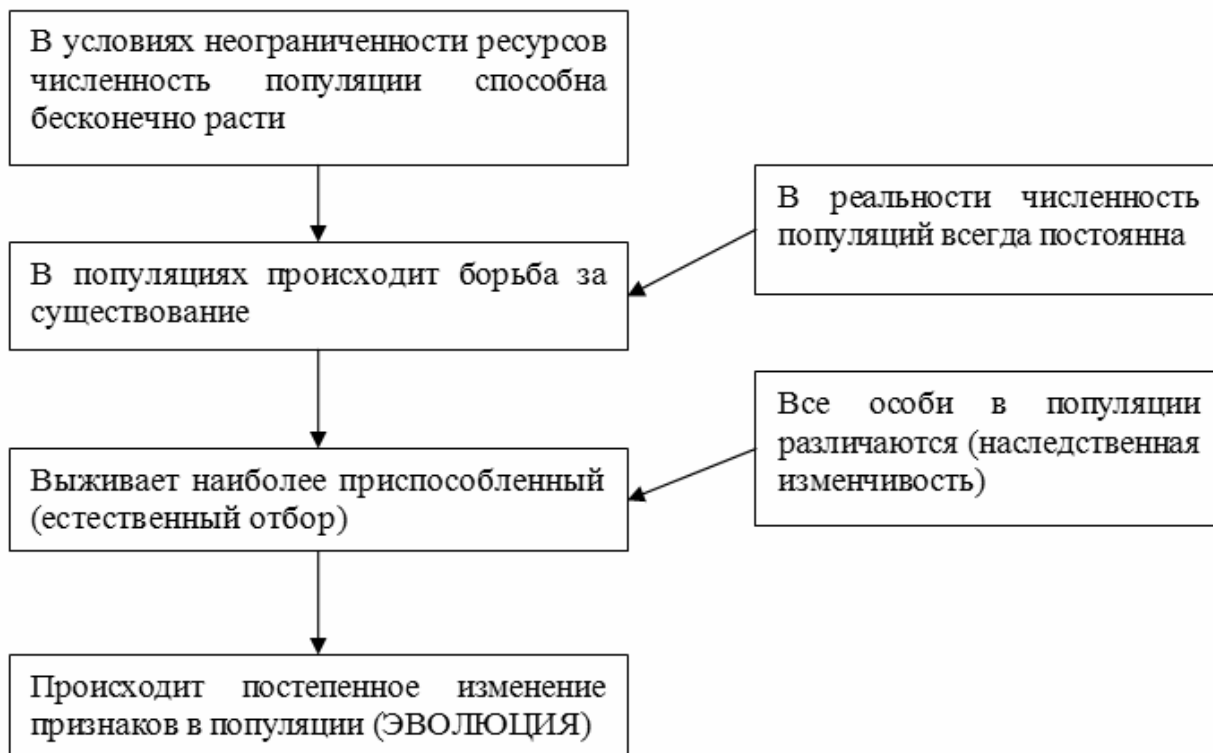 В условиях неограниченности ресурсов
численность популяции способна
бесконечно расти
В реальности численность
популяций всегда постоянна
В популяциях происходит борьба за
существование
Все особи в популяции
различаются (наследственная
изменчивость)
Выживает наиболее приспособленный
(естественный отбор)
Происходит постепенное изменение
признаков в популяции (ЭВОЛЮЦИЯ)